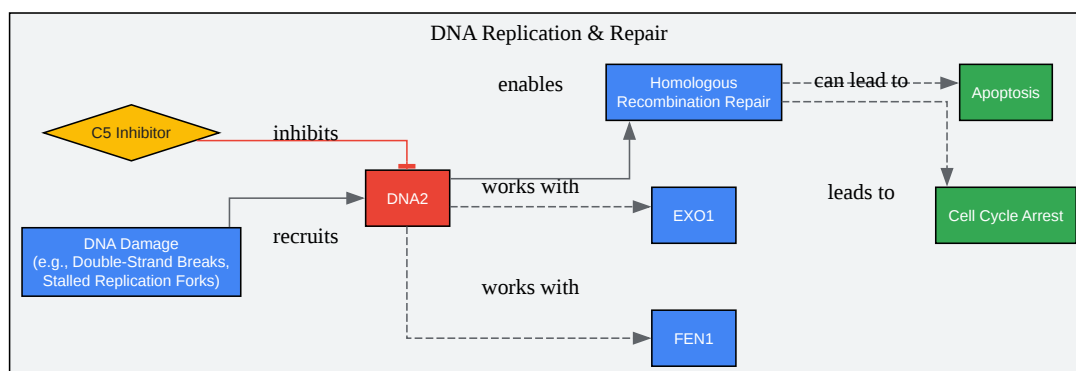 DNA Replication & Repair
enables
Homologous
Recombination Repair
can lead to
Apoptosis
C5 Inhibitor
inhibits
DNA2
works with
EXO1
leads to
Cell Cycle Arrest
recruits
DNA Damage
(e.g., Double-Strand Breaks,
Stalled Replication Forks)
works with
FEN1